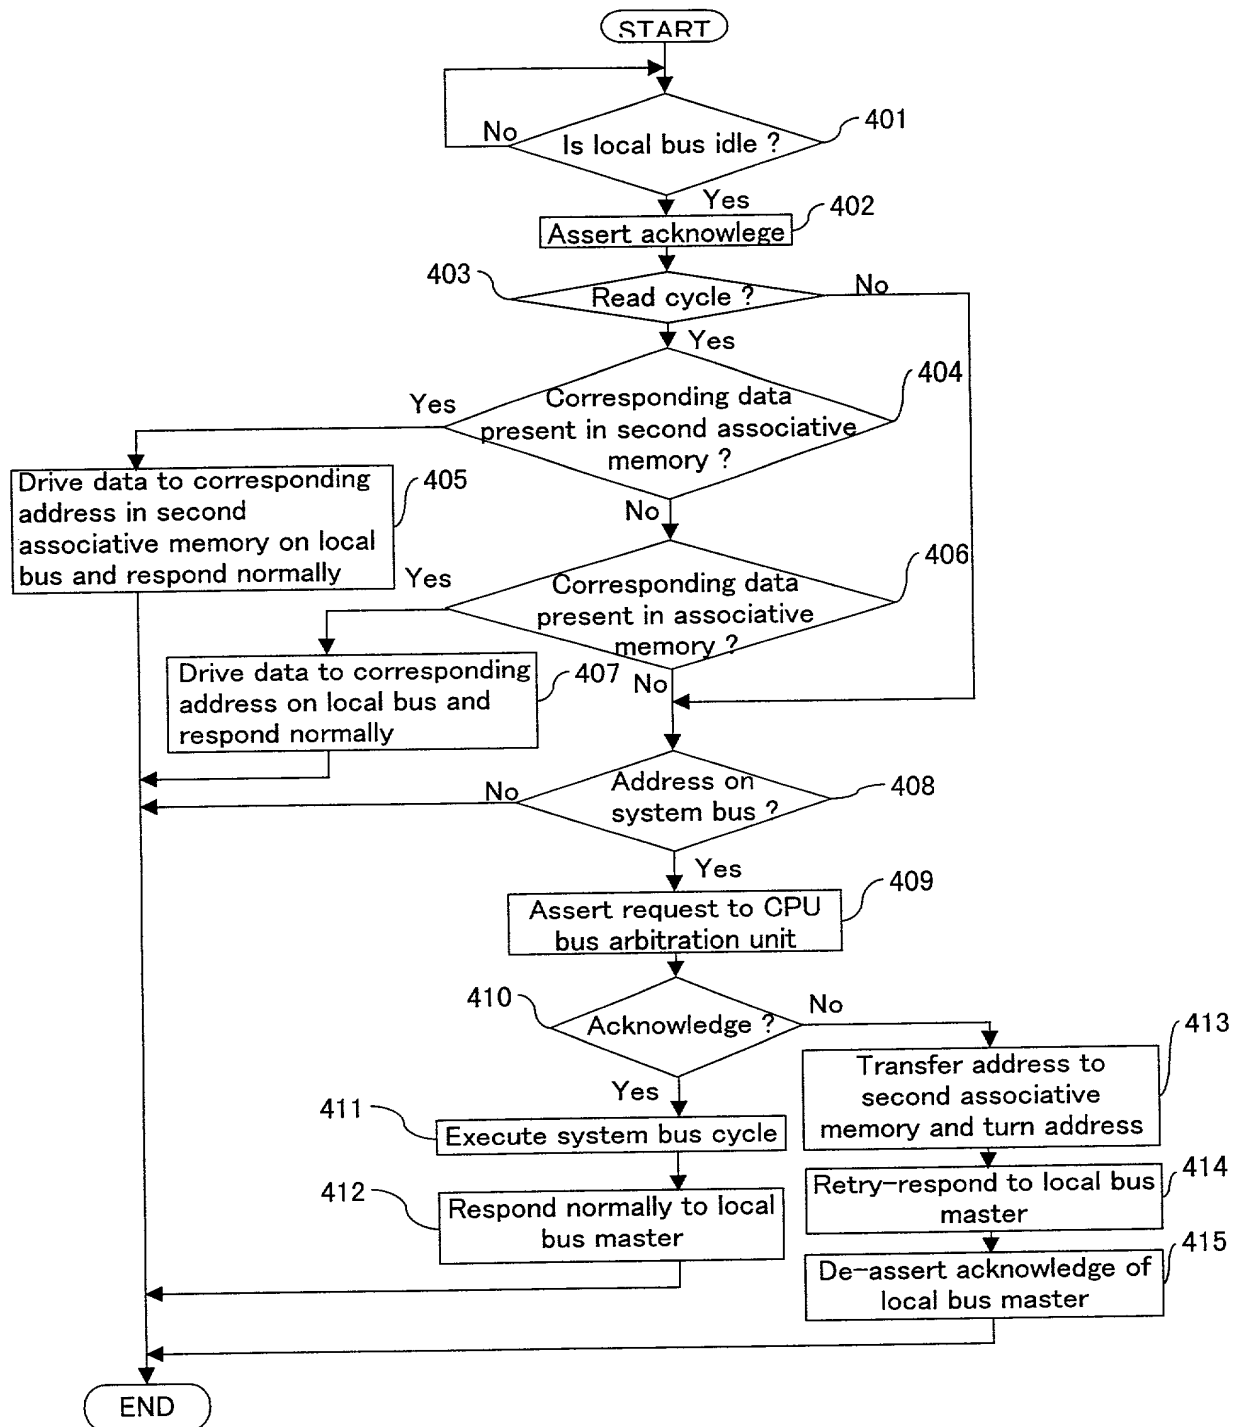 START
No
Is local bus idle ?
401
Yes
402
Assert acknowlege
403
Read cycle ?
No
Yes
404
Yes
Corresponding data
present in second associative
memory ?
Drive data to corresponding
address in second
associative memory on local
bus and respond normally
405
No
406
Yes
Corresponding data
present in associative
memory ?
Drive data to corresponding
address on local bus and
respond normally
407
No
Address on
system bus ?
408
No
Yes
409
Assert request to CPU
bus arbitration unit
410
Acknowledge ?
No
413
Transfer address to
second associative
memory and turn address
Yes
411
Execute system bus cycle
414
Retry-respond to local bus
master
412
Respond normally to local
bus master
415
De-assert acknowledge of
local bus master
END